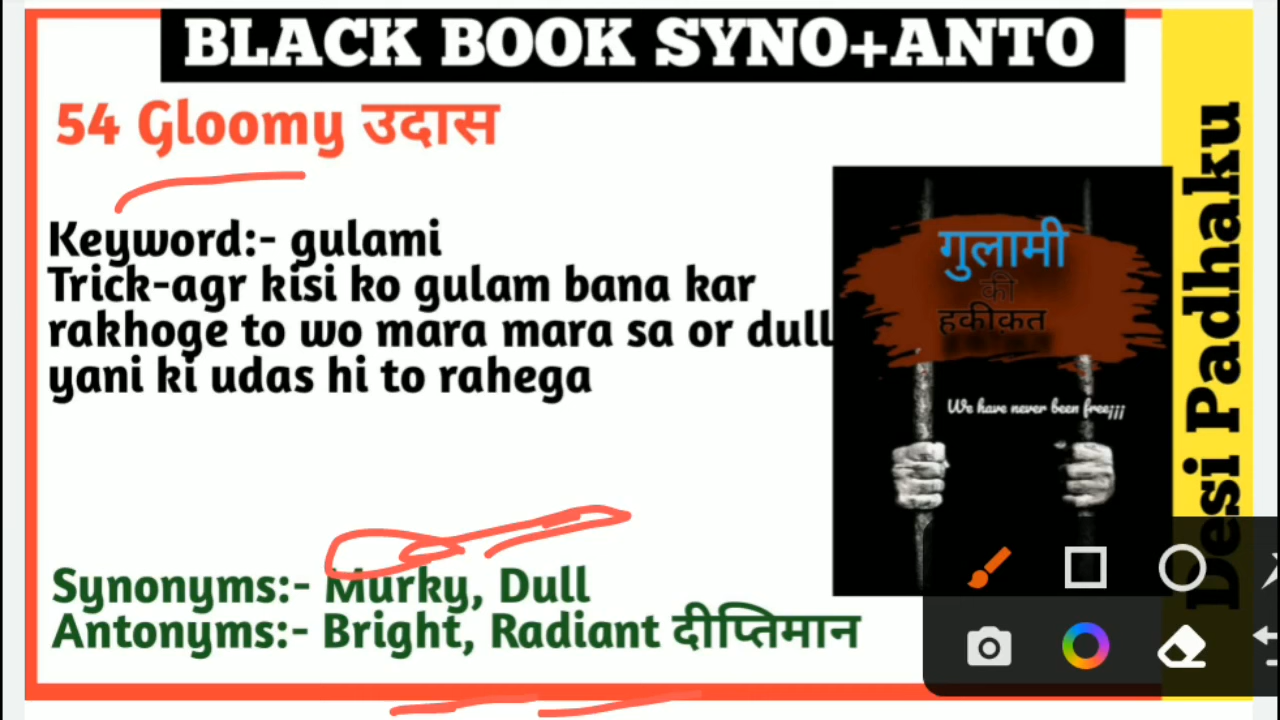 BLACK BOOK SYNO+ANTO
54 Gloomy उदास
Keyword:- gulami
Trick-agr kisi ko gulam bana kar
rakhoge to wo mara mara sa or dull
yani ki udas hi to rahega
गुलामी
की
हकीकत
We have never been free¡¡¡
Synonyms:- Murky, Dull
Antonyms:- Bright, Radiant दीप्तिमान
Desi Padhaku